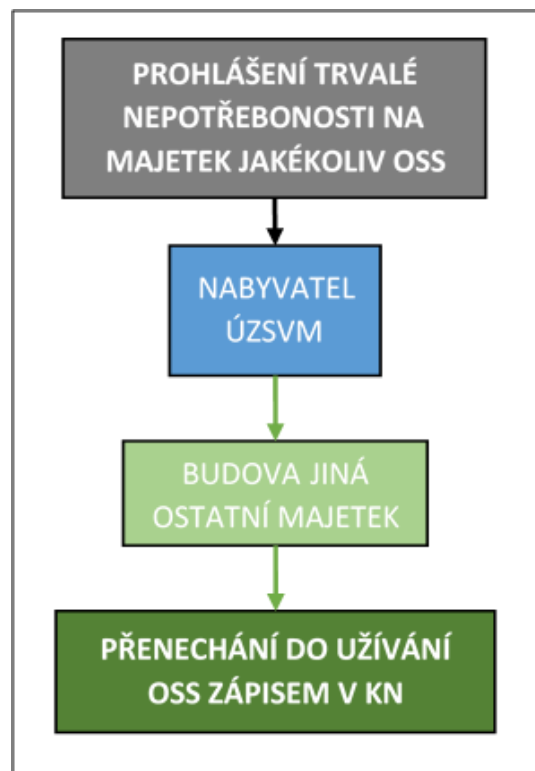 PROHLÁŠENÍ TRVALÉ
NEPOTŘEBONOSTI NA
MAJETEK JAKÉKOLIV OSS
NABYVATEL
ÚZSVM
BUDOVA JINÁ
OSTATNÍ MAJETEK
PŘENECHÁNÍ DO UŽÍVÁNÍ
OSS ZÁPISEM V KN